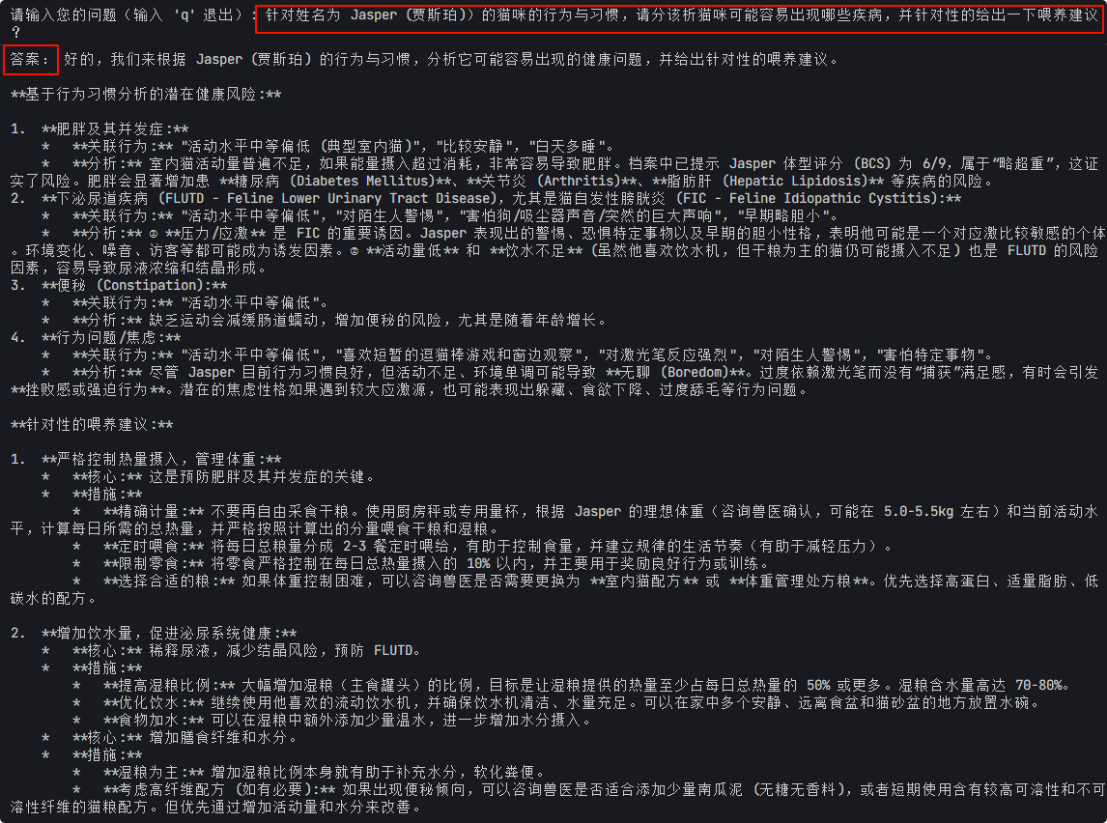 请输入您的问题(输入 'q' 退出): 针对姓名为 Jasper (贾斯珀))的猫咪的行为与习惯,请分该析猫咪可能容易出现哪些疾病,并针对性的给出一下喂养建议
?
答案: 好的,我们来根据 Jasper (贾斯珀) 的行为与习惯,分析它可能容易出现的健康问题,并给出针对性的喂养建议。
**基于行为习惯分析的潜在健康风险:**
1. **肥胖及其并发症:**
* **关联行为:** "活动水平中等偏低 (典型室内猫)", "比较安静", "白天多睡"。
* **分析:** 室内猫活动量普遍不足,如果能量摄入超过消耗,非常容易导致肥胖。档案中已提示 Jasper 体型评分 (BCS) 为 6/9,属于“略超重”,这证
实了风险。肥胖会显著增加患 **糖尿病 (Diabetes Mellitus)**、**关节炎 (Arthritis)**、**脂肪肝 (Hepatic Lipidosis)** 等疾病的风险。
2. **下泌尿道疾病 (FLUTD - Feline Lower Urinary Tract Disease),尤其是猫自发性膀胱炎 (FIC - Feline Idiopathic Cystitis):**
* **关联行为:** "活动水平中等偏低", "对陌生人警惕", "害怕狗/吸尘器声音/突然的巨大声响", "早期略胆小"。
* **分析:** ☺ **压力/应激** 是 FIC 的重要诱因。Jasper 表现出的警惕、恐惧特定事物以及早期的胆小性格,表明他可能是一个对应激比较敏感的个体
。环境变化、噪音、访客等都可能成为诱发因素。☺ **活动量低** 和 **饮水不足** (虽然他喜欢饮水机,但干粮为主的猫仍可能摄入不足) 也是 FLUTD 的风险
因素,容易导致尿液浓缩和结晶形成。
3. **便秘 (Constipation):**
* **关联行为:** "活动水平中等偏低"。
* **分析:** 缺乏运动会减缓肠道蠕动,增加便秘的风险,尤其是随着年龄增长。
4. **行为问题/焦虑:**
* **关联行为:** "活动水平中等偏低", "喜欢短暂的逗猫棒游戏和窗边观察", "对激光笔反应强烈", "对陌生人警惕", "害怕特定事物"。
* **分析:** 尽管 Jasper 目前行为习惯良好,但活动不足、环境单调可能导致 **无聊 (Boredom)**。过度依赖激光笔而没有“捕获”满足感,有时会引发
**挫败感或强迫行为**。潜在的焦虑性格如果遇到较大应激源,也可能表现出躲藏、食欲下降、过度舔毛等行为问题。
**针对性的喂养建议:**
1. **严格控制热量摄入,管理体重:**
* **核心:** 这是预防肥胖及其并发症的关键。
* **措施:**
* **精确计量:** 不要再自由采食干粮。使用厨房秤或专用量杯,根据 Jasper 的理想体重(咨询兽医确认,可能在 5.0-5.5kg 左右)和当前活动水
平,计算每日所需的总热量,并严格按照计算出的分量喂食干粮和湿粮。
* **定时喂食:** 将每日总粮量分成 2-3 餐定时喂给,有助于控制食量,并建立规律的生活节奏(有助于减轻压力)。
* **限制零食:** 将零食严格控制在每日总热量摄入的 10% 以内,并主要用于奖励良好行为或训练。
* **选择合适的粮:** 如果体重控制困难,可以咨询兽医是否需要更换为 **室内猫配方** 或 **体重管理处方粮**。优先选择高蛋白、适量脂肪、低
碳水的配方。
2. **增加饮水量,促进泌尿系统健康:**
* **核心:** 稀释尿液,减少结晶风险,预防 FLUTD。
* **措施:**
* **提高湿粮比例:** 大幅增加湿粮(主食罐头)的比例,目标是让湿粮提供的热量至少占每日总热量的 50% 或更多。湿粮含水量高达 70-80%。
* **优化饮水:** 继续使用他喜欢的流动饮水机,并确保饮水机清洁、水量充足。可以在家中多个安静、远离食盆和猫砂盆的地方放置水碗。
* **食物加水:** 可以在湿粮中额外添加少量温水,进一步增加水分摄入。
* **核心:** 增加膳食纤维和水分。
* **措施:**
* **湿粮为主:** 增加湿粮比例本身就有助于补充水分,软化粪便。
* **考虑高纤维配方 (如有必要):** 如果出现便秘倾向,可以咨询兽医是否适合添加少量南瓜泥 (无糖无香料),或者短期使用含有较高可溶性和不可
溶性纤维的猫粮配方。但优先通过增加活动量和水分来改善。